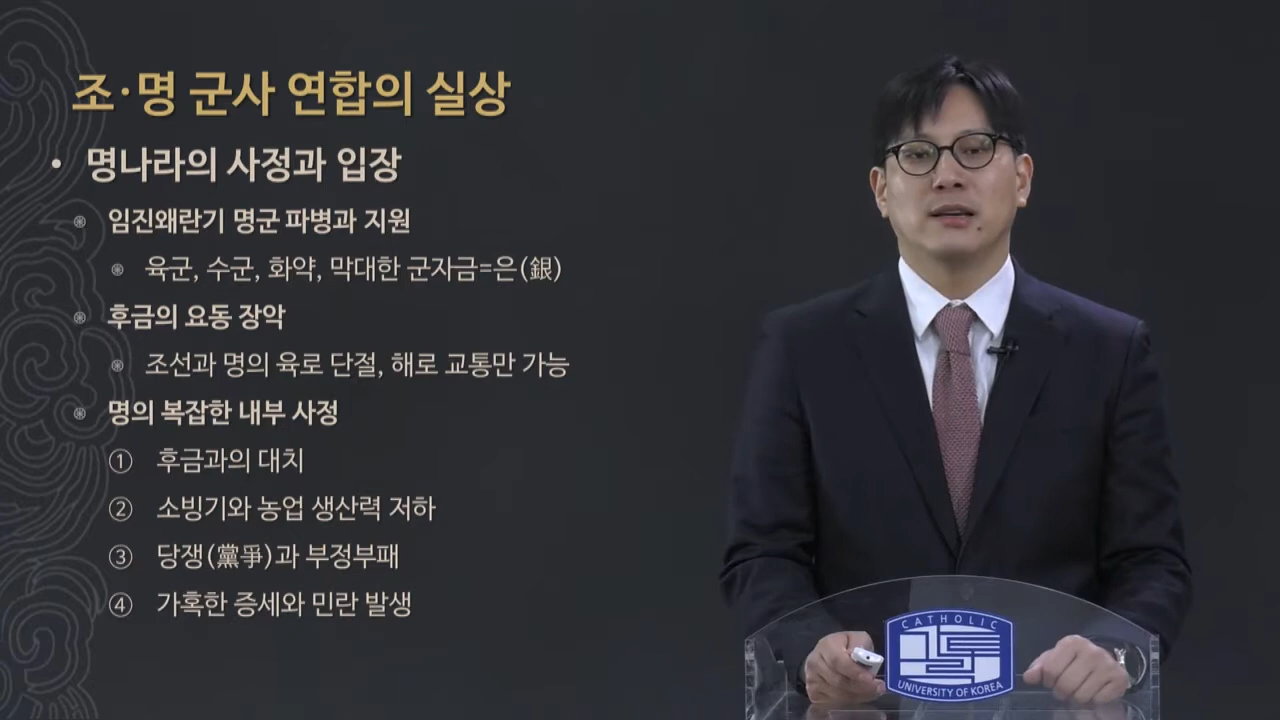 조·명 군사 연합의 실상
• 명나라의 사정과 입장
임진왜란기 명군 파병과 지원
육군, 수군, 화약, 막대한 군자금=은(銀)
후금의 요동 장악
조선과 명의 육로 단절, 해로 교통만 가능
명의 복잡한 내부 사정
① 후금과의 대치
② 소빙기와 농업 생산력 저하
③ 당쟁(黨爭)과 부정부패
④ 가혹한 증세와 민란 발생
CATHOLIC
UNIVERSITY OF KOREA